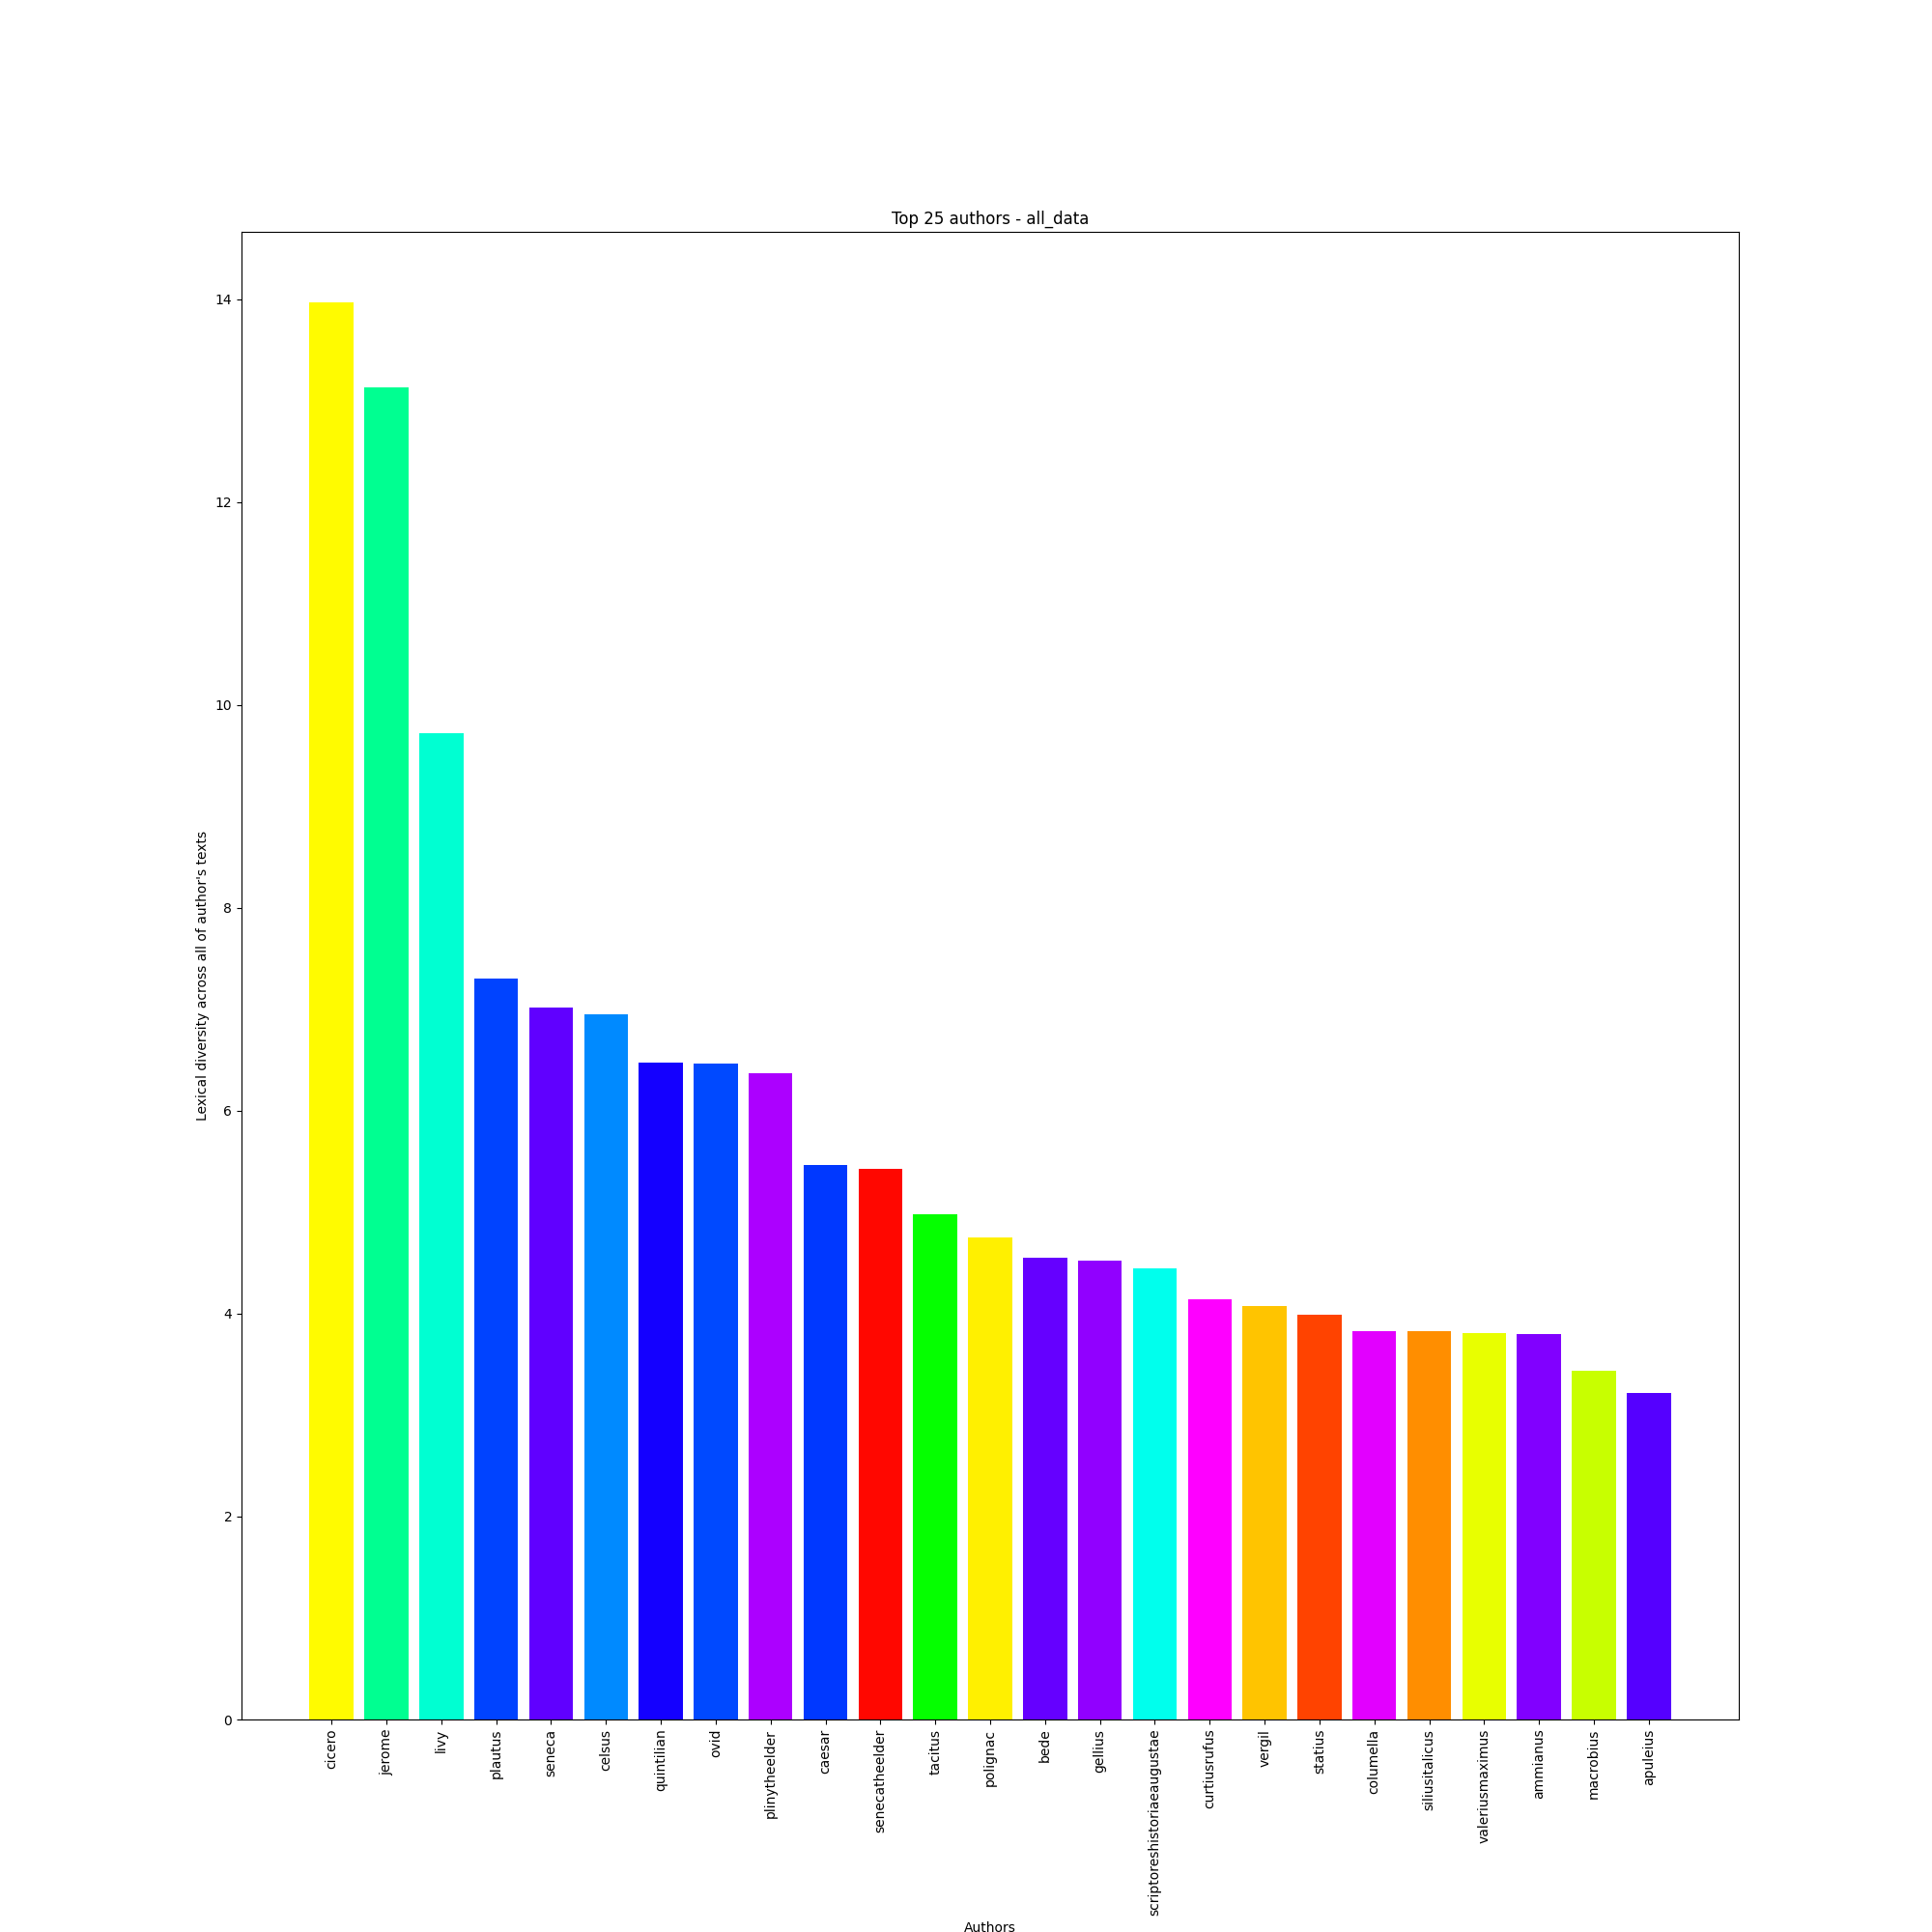 Top 25 authors - all_data
Lexical diversity across all of author's texts
14
12
10
8
6
4
2
0
cicero
jerome
livy
plautus
seneca
celsus
quintilian
ovid
plinytheelder
caesar
senecatheelder
tacitus
polignac
bede
gellius
scriptoreshistoriaeaugustae
curtiusrufus
vergil
statius
columella
siliusitalicus
valeriusmaximus
ammianus
macrobius
apuleius
Authors